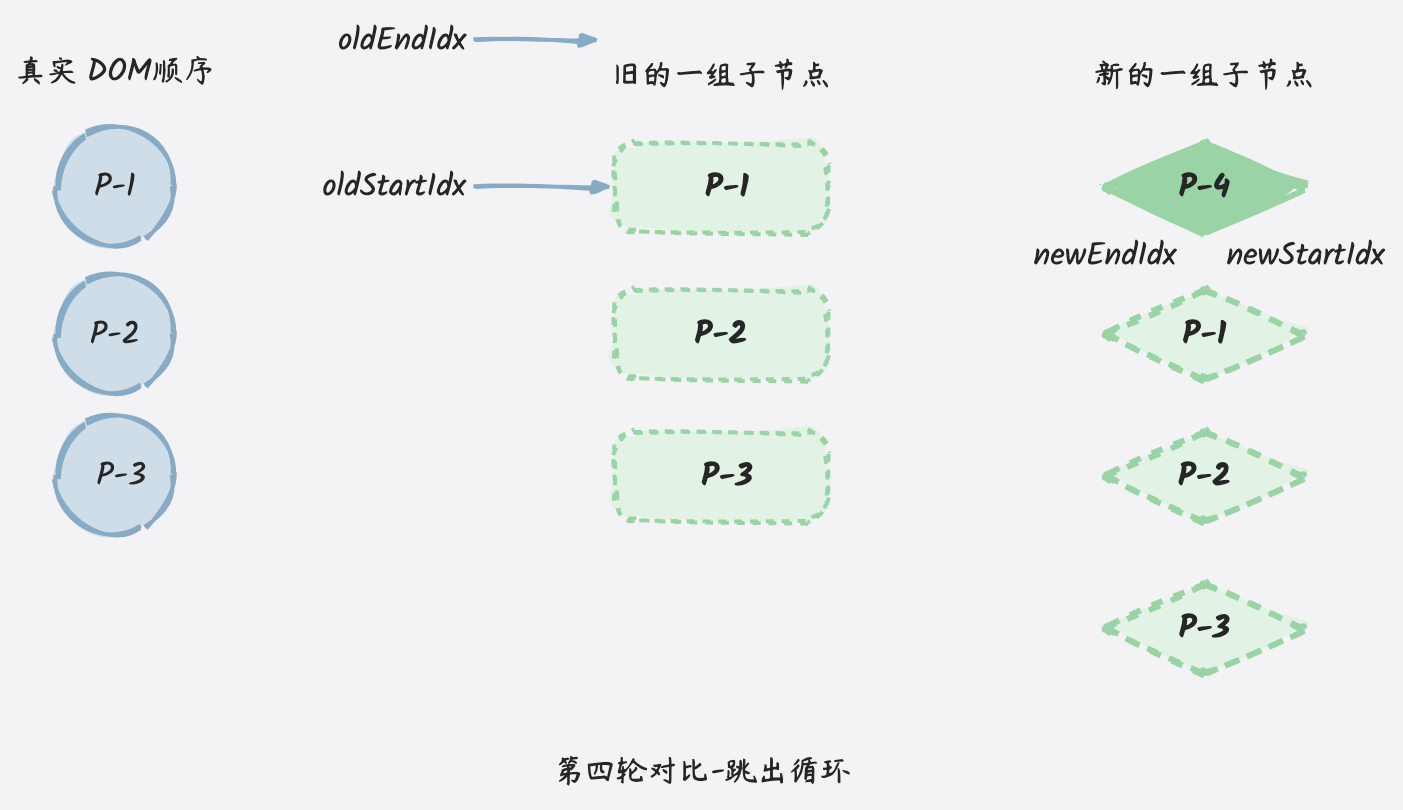 oldEndIdx
真实 DOM顺序
旧的一组子节点
新的一组子节点
P-1
oldStartIdx
P-1
P-4
newEndIdx
newStartIdx
P-2
P-2
P-1
P-3
P-3
P-2
P-3
第四轮对比-跳出循环